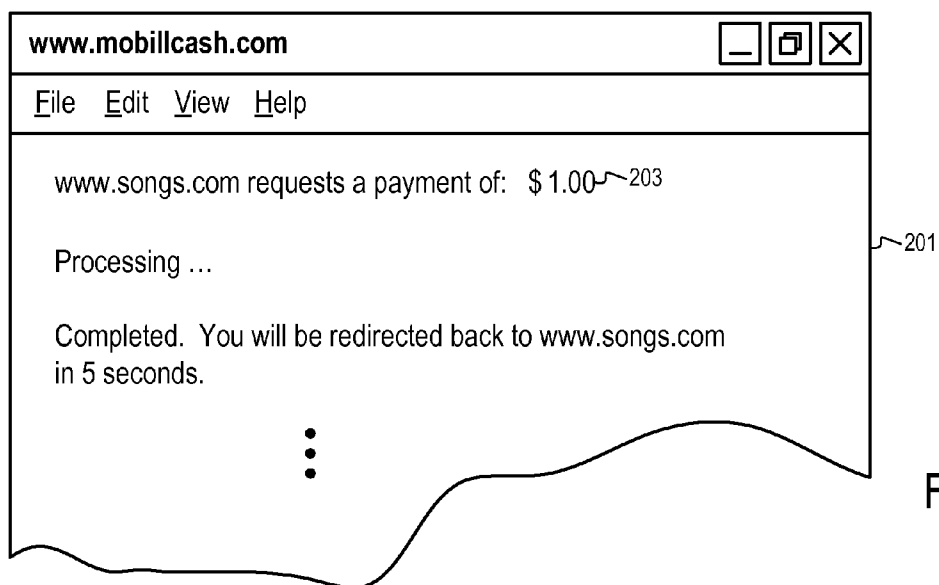 www.mobillcash.com
File Edit View Help
www.songs.com requests a payment of: $1.00 203
201
Processing ...
Completed. You will be redirected back to www.songs.com
in 5 seconds.
F